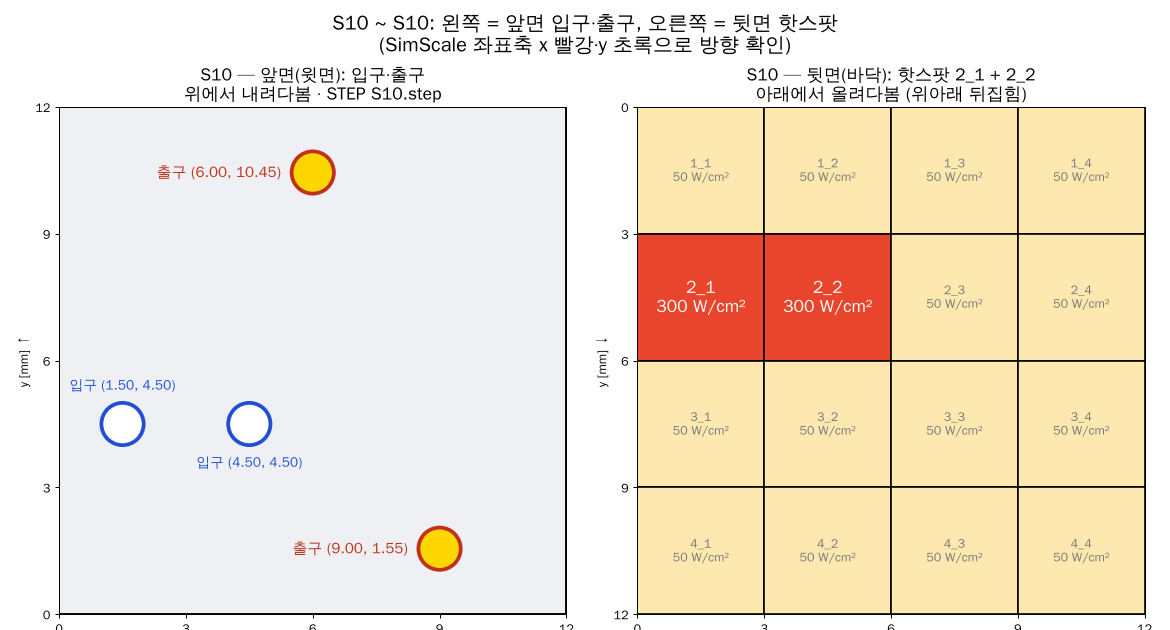 S10 ~ S10: 왼쪽 = 앞면 입구·출구, 오른쪽 = 뒷면 핫스팟
(SimScale 좌표축 x 빨강·y 초록으로 방향 확인)
S10 — 앞면(윗면): 입구·출구
위에서 내려다봄 · STEP S10.step
12
9
6
3
0
y [mm] ↑
출구 (6.00, 10.45)
입구 (1.50, 4.50)
입구 (4.50, 4.50)
출구 (9.00, 1.55)
0 3 6 9 12
S10 — 뒷면(바닥): 핫스팟 2_1 + 2_2
아래에서 올려다봄 (위아래 뒤집힘)
0
3
6
9
12
y [mm] ↓
1_1 1_2 1_3 1_4
50 W/cm² 50 W/cm² 50 W/cm² 50 W/cm²
2_1 2_2 2_3 2_4
300 W/cm² 300 W/cm² 50 W/cm² 50 W/cm²
3_1 3_2 3_3 3_4
50 W/cm² 50 W/cm² 50 W/cm² 50 W/cm²
4_1 4_2 4_3 4_4
50 W/cm² 50 W/cm² 50 W/cm² 50 W/cm²
0 3 6 9 12